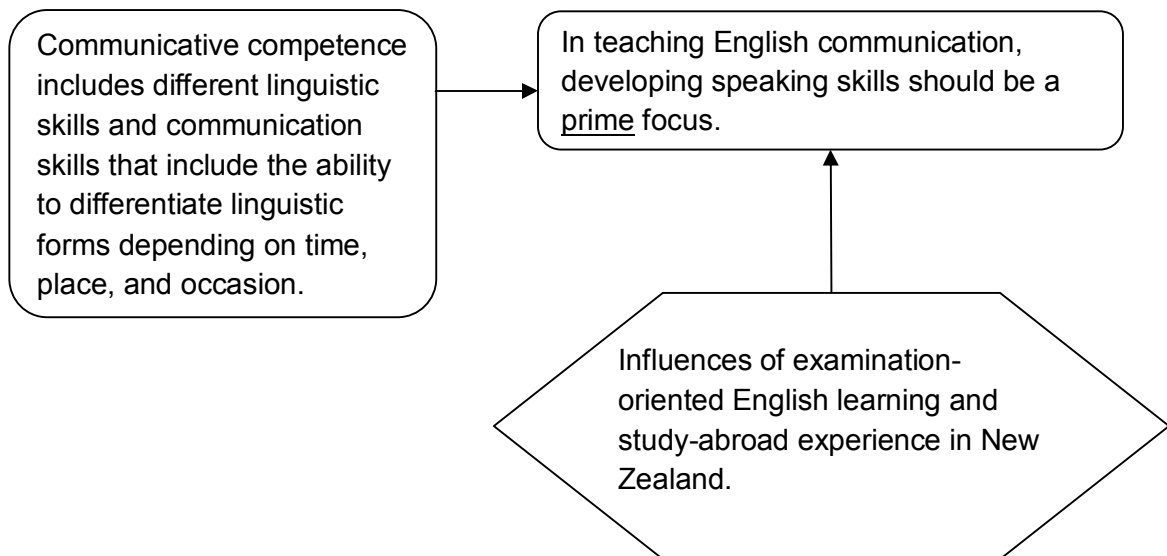 Communicative competence
includes different linguistic
skills and communication
skills that include the ability
to differentiate linguistic
forms depending on time,
place, and occasion.
In teaching English communication,
developing speaking skills should be a
prime focus.
Influences of examination-
oriented English learning and
study-abroad experience in New
Zealand.